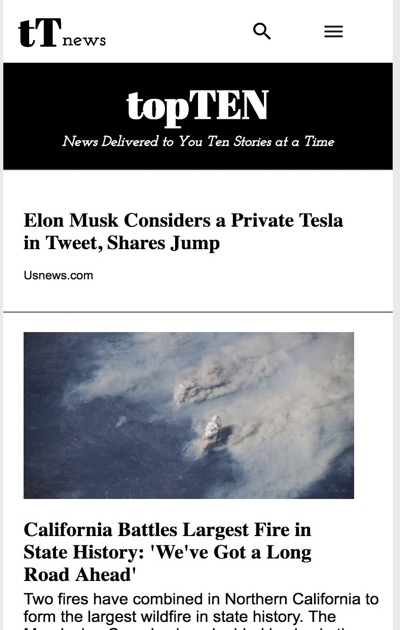 tT news
topTEN
News Delivered to You Ten Stories at a Time
Elon Musk Considers a Private Tesla
in Tweet, Shares Jump
Usnews.com
California Battles Largest Fire in
State History: 'We've Got a Long
Road Ahead'
Two fires have combined in Northern California to
form the largest wildfire in state history. The